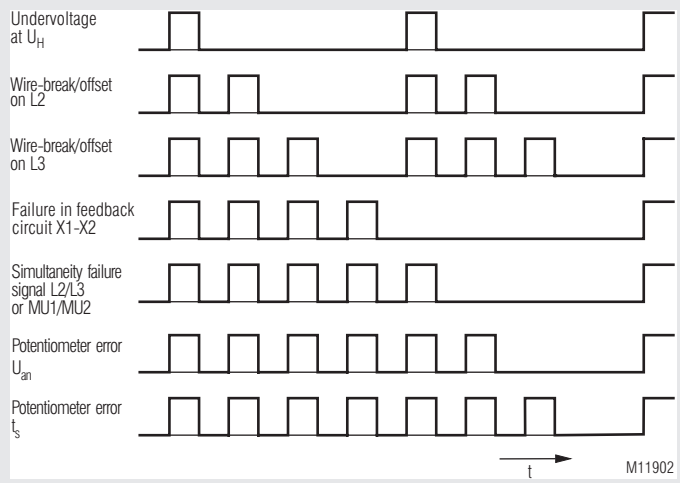 Undervoltage
at U_H
Wire-break/offset
on L2
Wire-break/offset
on L3
Failure in feedback
circuit X1-X2
Simultaneity failure
signal L2/L3
or MU1/MU2
Potentiometer error
U_an
Potentiometer error
t_s
t
M11902